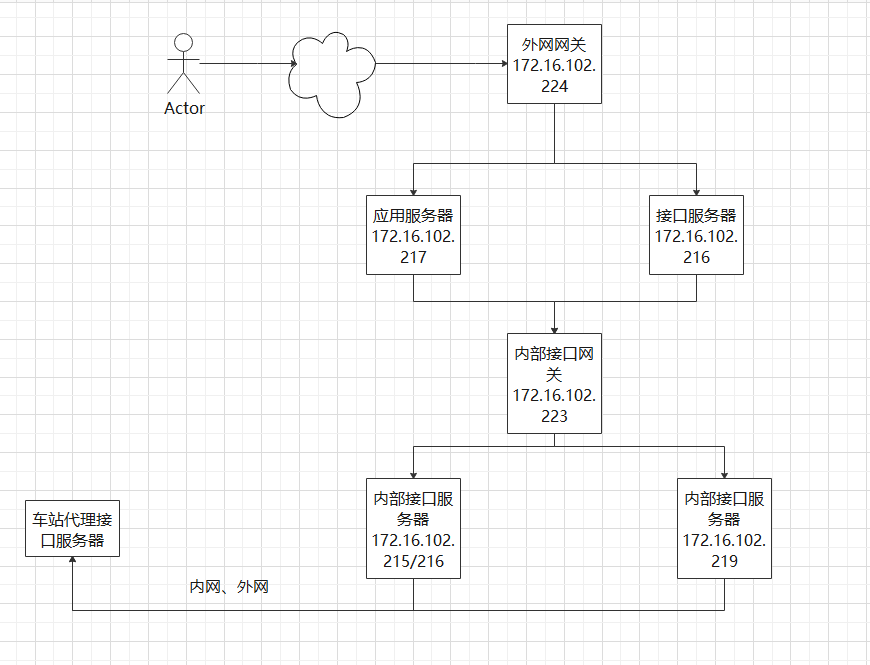 外网网关
172.16.102.
224
Actor
应用服务器
172.16.102.
217
接口服务器
172.16.102.
216
内部接口网
关
172.16.102.
223
内部接口服
务器
172.16.102.
215/216
内部接口服
务器
172.16.102.
219
车站代理接
口服务器
内网、外网